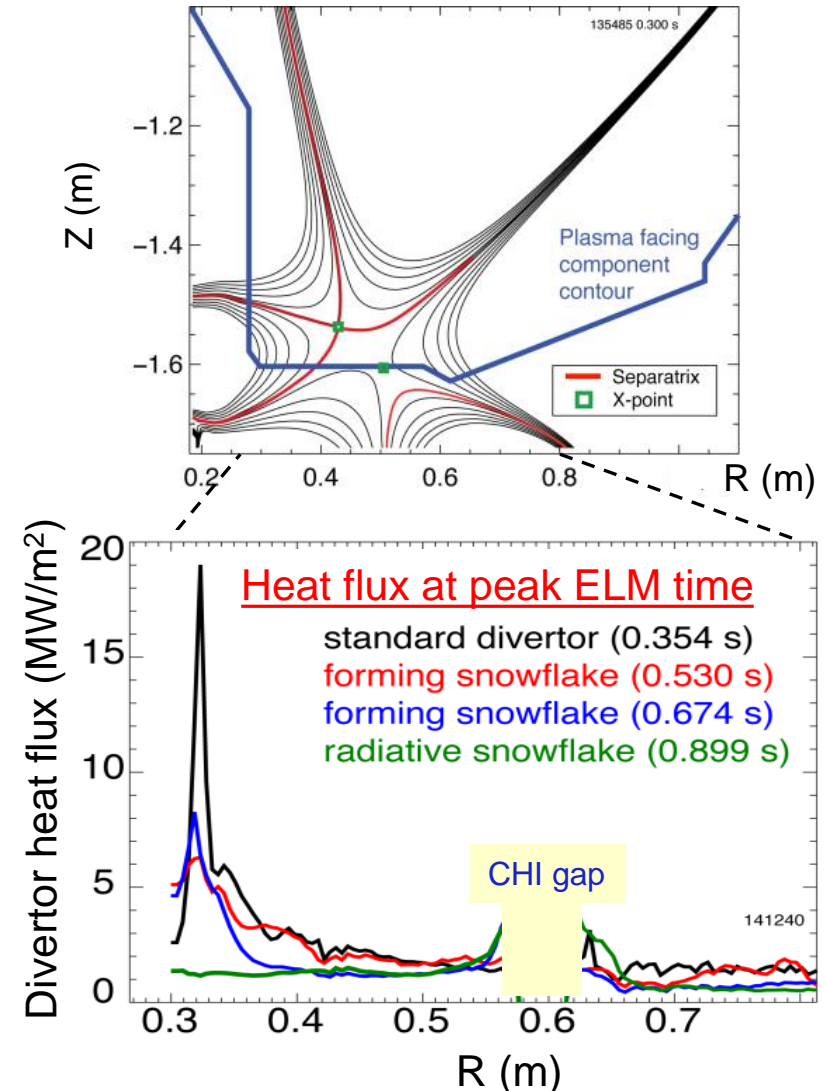 135485 0.300 s
Z (m)
−1.2
−1.4
−1.6
Plasma facing
component
contour
Separatrix
X-point
0.2
0.4
0.6
0.8
R (m)
Divertor heat flux (MW/m²)
20
15
10
5
0
Heat flux at peak ELM time
standard divertor (0.354 s)
forming snowflake (0.530 s)
forming snowflake (0.674 s)
radiative snowflake (0.899 s)
CHI gap
141240
0.3
0.4
0.5
0.6
0.7
R (m)